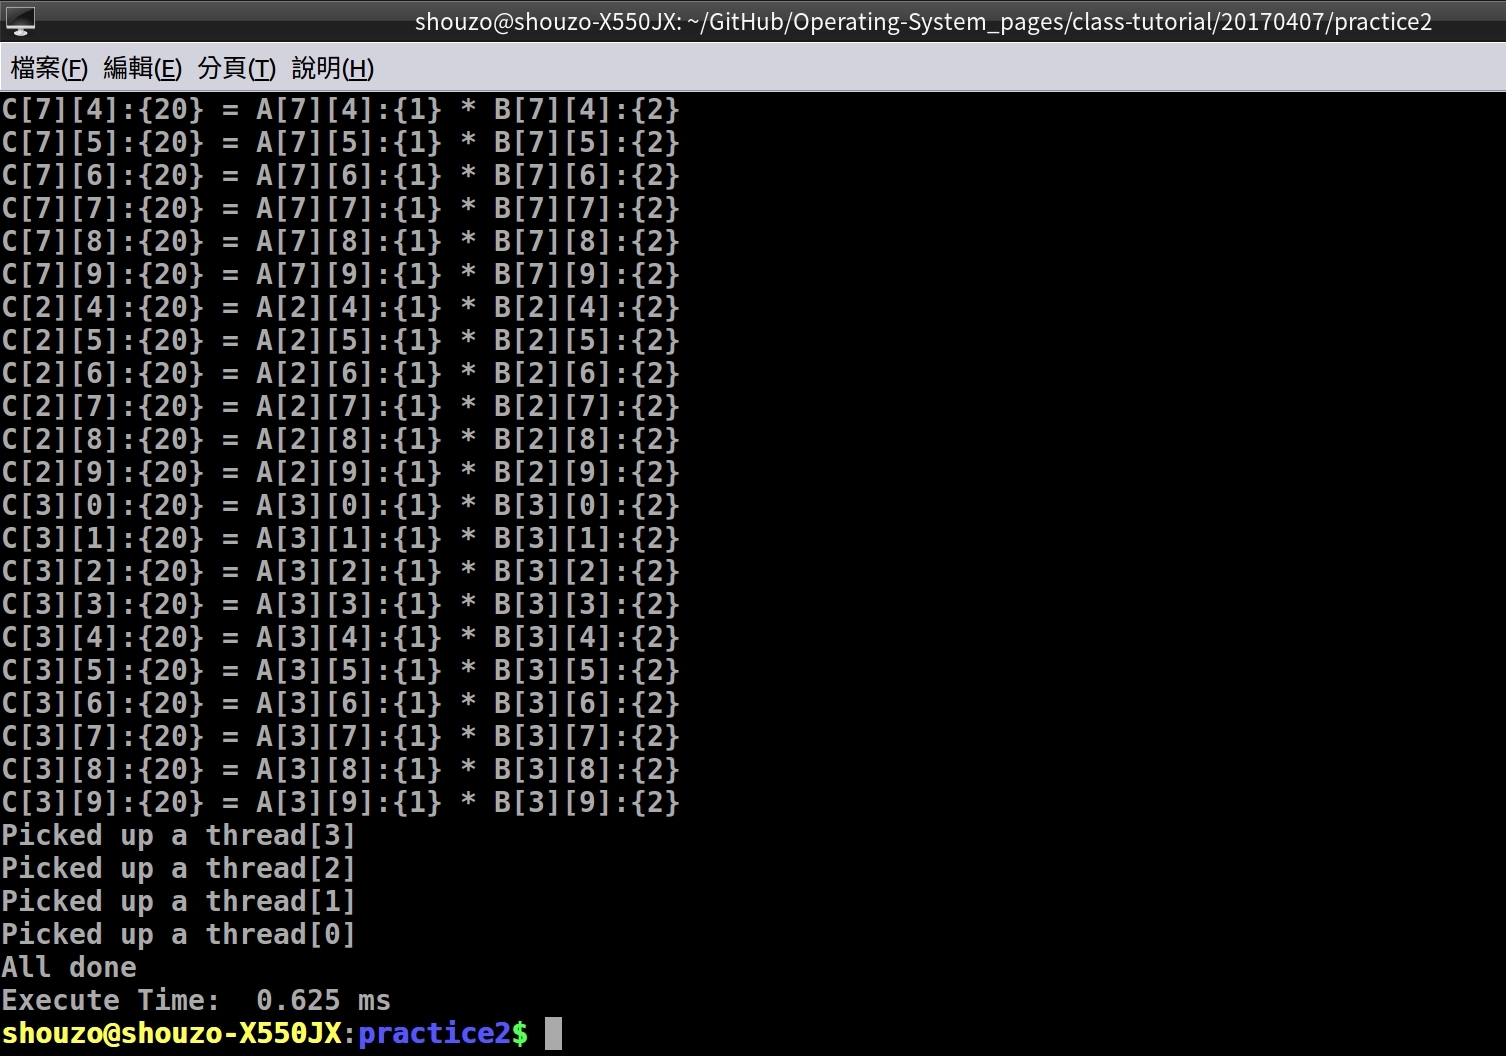 shouzo@shouzo-X550JX: ~/GitHub/Operating-System_pages/class-tutorial/20170407/practice2
檔案(F) 編輯(E) 分頁(T) 說明(H)
C[7][4]:{20} = A[7][4]:{1} * B[7][4]:{2}
C[7][5]:{20} = A[7][5]:{1} * B[7][5]:{2}
C[7][6]:{20} = A[7][6]:{1} * B[7][6]:{2}
C[7][7]:{20} = A[7][7]:{1} * B[7][7]:{2}
C[7][8]:{20} = A[7][8]:{1} * B[7][8]:{2}
C[7][9]:{20} = A[7][9]:{1} * B[7][9]:{2}
C[2][4]:{20} = A[2][4]:{1} * B[2][4]:{2}
C[2][5]:{20} = A[2][5]:{1} * B[2][5]:{2}
C[2][6]:{20} = A[2][6]:{1} * B[2][6]:{2}
C[2][7]:{20} = A[2][7]:{1} * B[2][7]:{2}
C[2][8]:{20} = A[2][8]:{1} * B[2][8]:{2}
C[2][9]:{20} = A[2][9]:{1} * B[2][9]:{2}
C[3][0]:{20} = A[3][0]:{1} * B[3][0]:{2}
C[3][1]:{20} = A[3][1]:{1} * B[3][1]:{2}
C[3][2]:{20} = A[3][2]:{1} * B[3][2]:{2}
C[3][3]:{20} = A[3][3]:{1} * B[3][3]:{2}
C[3][4]:{20} = A[3][4]:{1} * B[3][4]:{2}
C[3][5]:{20} = A[3][5]:{1} * B[3][5]:{2}
C[3][6]:{20} = A[3][6]:{1} * B[3][6]:{2}
C[3][7]:{20} = A[3][7]:{1} * B[3][7]:{2}
C[3][8]:{20} = A[3][8]:{1} * B[3][8]:{2}
C[3][9]:{20} = A[3][9]:{1} * B[3][9]:{2}
Picked up a thread[3]
Picked up a thread[2]
Picked up a thread[1]
Picked up a thread[0]
All done
Execute Time:  0.625 ms
shouzo@shouzo-X550JX:practice2$